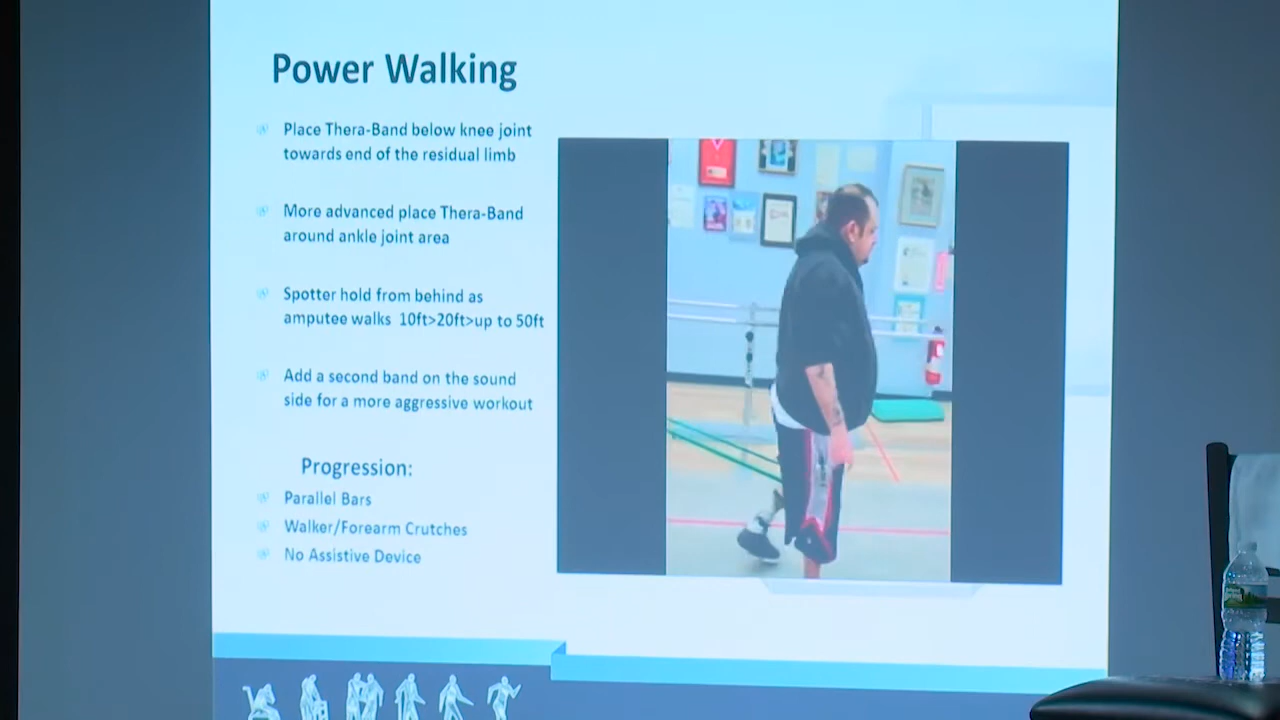 Power Walking
Place Thera-Band below knee joint
towards end of the residual limb
More advanced place Thera-Band
around ankle joint area
Spotter hold from behind as
amputee walks 10ft>20ft>up to 50ft
Add a second band on the sound
side for a more aggressive workout
Progression:
Parallel Bars
Walker/Forearm Crutches
No Assistive Device